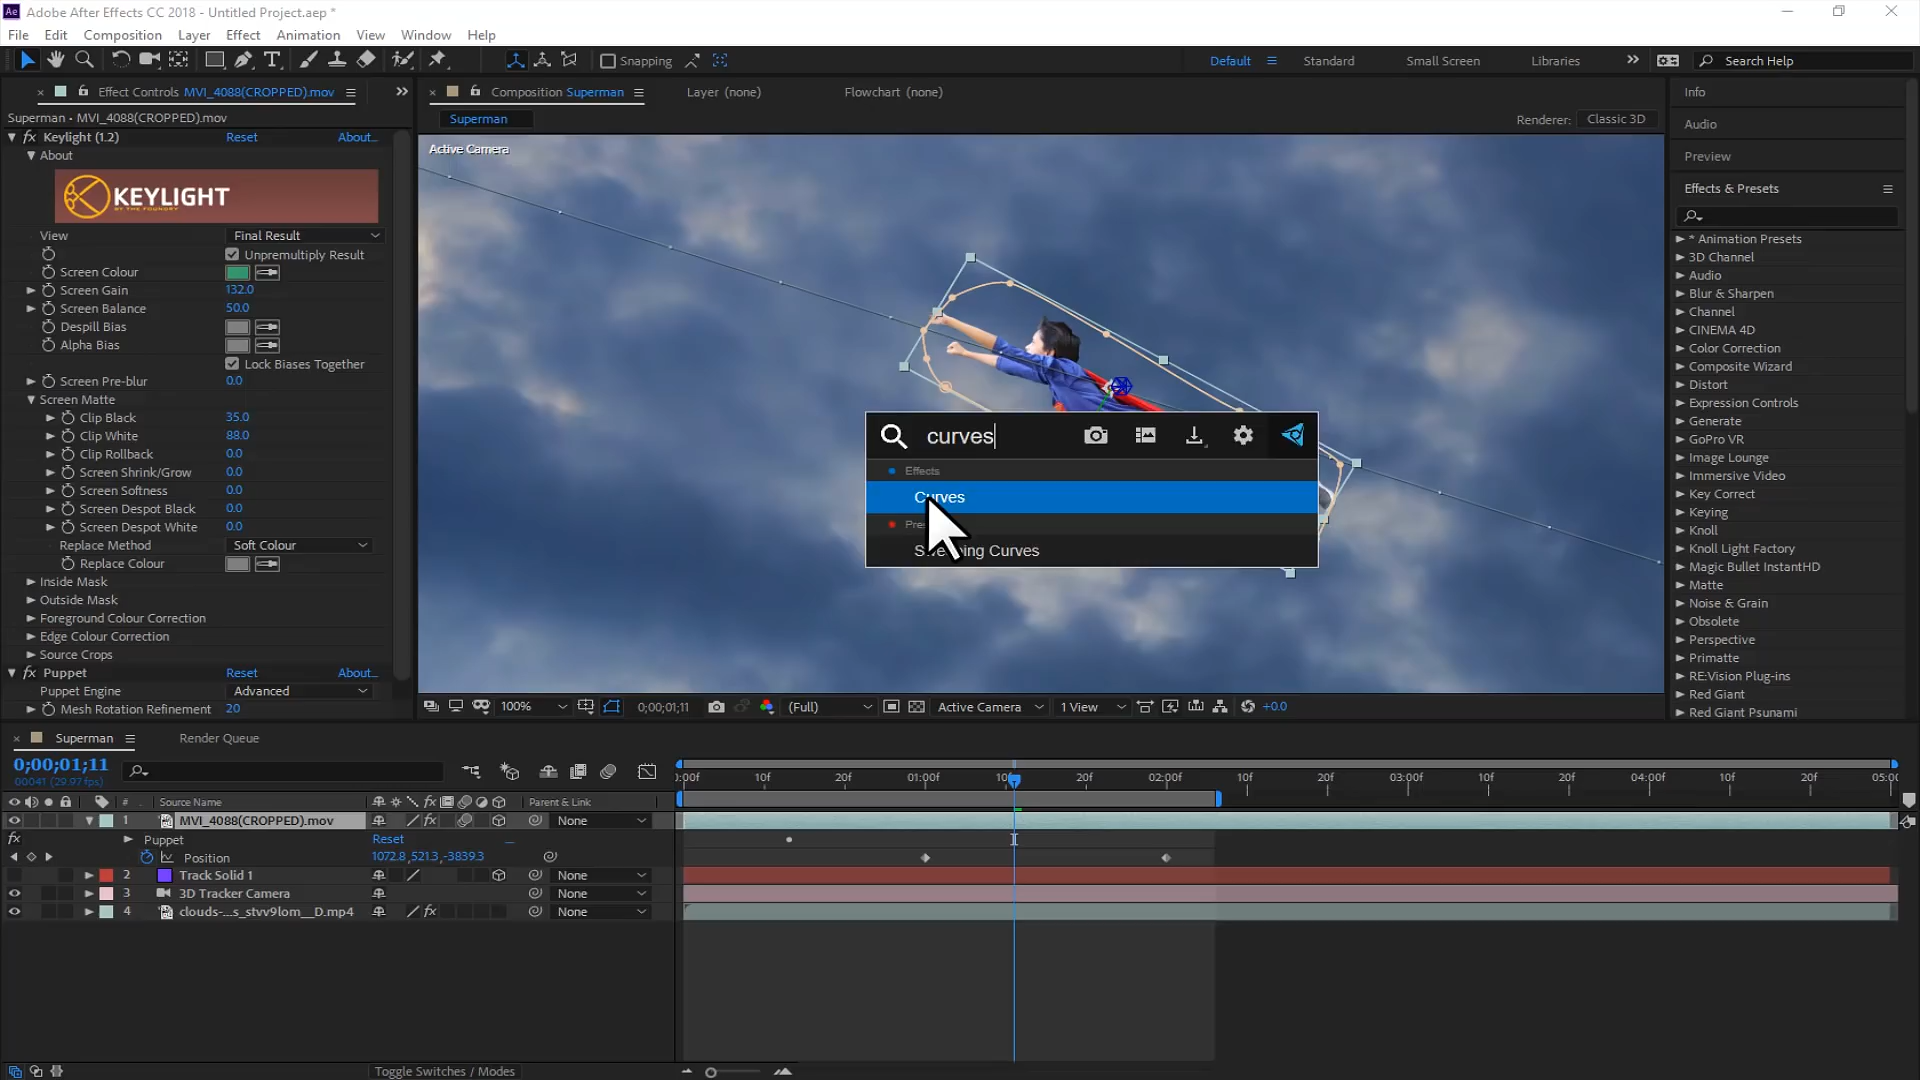 Ae Adobe After Effects CC 2018 - Untitled Project.aep *
File Edit Composition Layer Effect Animation View Window Help
Snapping Default Standard Small Screen Libraries Search Help
Effect Controls MVI_4088(CROPPED).mov
Superman • MVI_4088(CROPPED).mov
fx Keylight (1.2) Reset About...
About
KEYLIGHT
BY THE FOUNDRY
View Final Result
Unpremultiply Result
Screen Colour
Screen Gain 132.0
Screen Balance 50.0
Despill Bias
Alpha Bias
Lock Biases Together
Screen Pre-blur 0.0
Screen Matte
Clip Black 35.0
Clip White 88.0
Clip Rollback 0.0
Screen Shrink/Grow 0.0
Screen Softness 0.0
Screen Despot Black 0.0
Screen Despot White 0.0
Replace Method Soft Colour
Replace Colour
Inside Mask
Outside Mask
Foreground Colour Correction
Edge Colour Correction
Source Crops
fx Puppet Reset About...
Puppet Engine Advanced
Mesh Rotation Refinement 20
Composition Superman Layer (none) Flowchart (none)
Superman Renderer: Classic 3D
Active Camera
curves
Effects
Curves
Curves
100% 0;00;01;11 (Full) Active Camera 1 View +0.0
Info
Audio
Preview
Effects & Presets
* Animation Presets
3D Channel
Audio
Blur & Sharpen
Channel
CINEMA 4D
Color Correction
Composite Wizard
Distort
Expression Controls
Generate
GoPro VR
Image Lounge
Immersive Video
Key Correct
Keying
Knoll
Knoll Light Factory
Magic Bullet InstantHD
Matte
Noise & Grain
Obsolete
Perspective
Primatte
RE:Vision Plug-ins
Red Giant
Red Giant Psunami
Superman Render Queue
0;00;01;11
00041 (29.97 fps)
:00f 10f 20f 01:00f 10 20f 02:00f 10f 20f 03:00f 10f 20f 04:00f 10f 20f 05:0
# Source Name fx Parent & Link
1 MVI_4088(CROPPED).mov fx None
fx Puppet Reset
Position 1072.8,521.3,-3839.3
2 Track Solid 1 None
3 3D Tracker Camera None
4 clouds-...s_stvv9lom__D.mp4 fx None
Toggle Switches / Modes